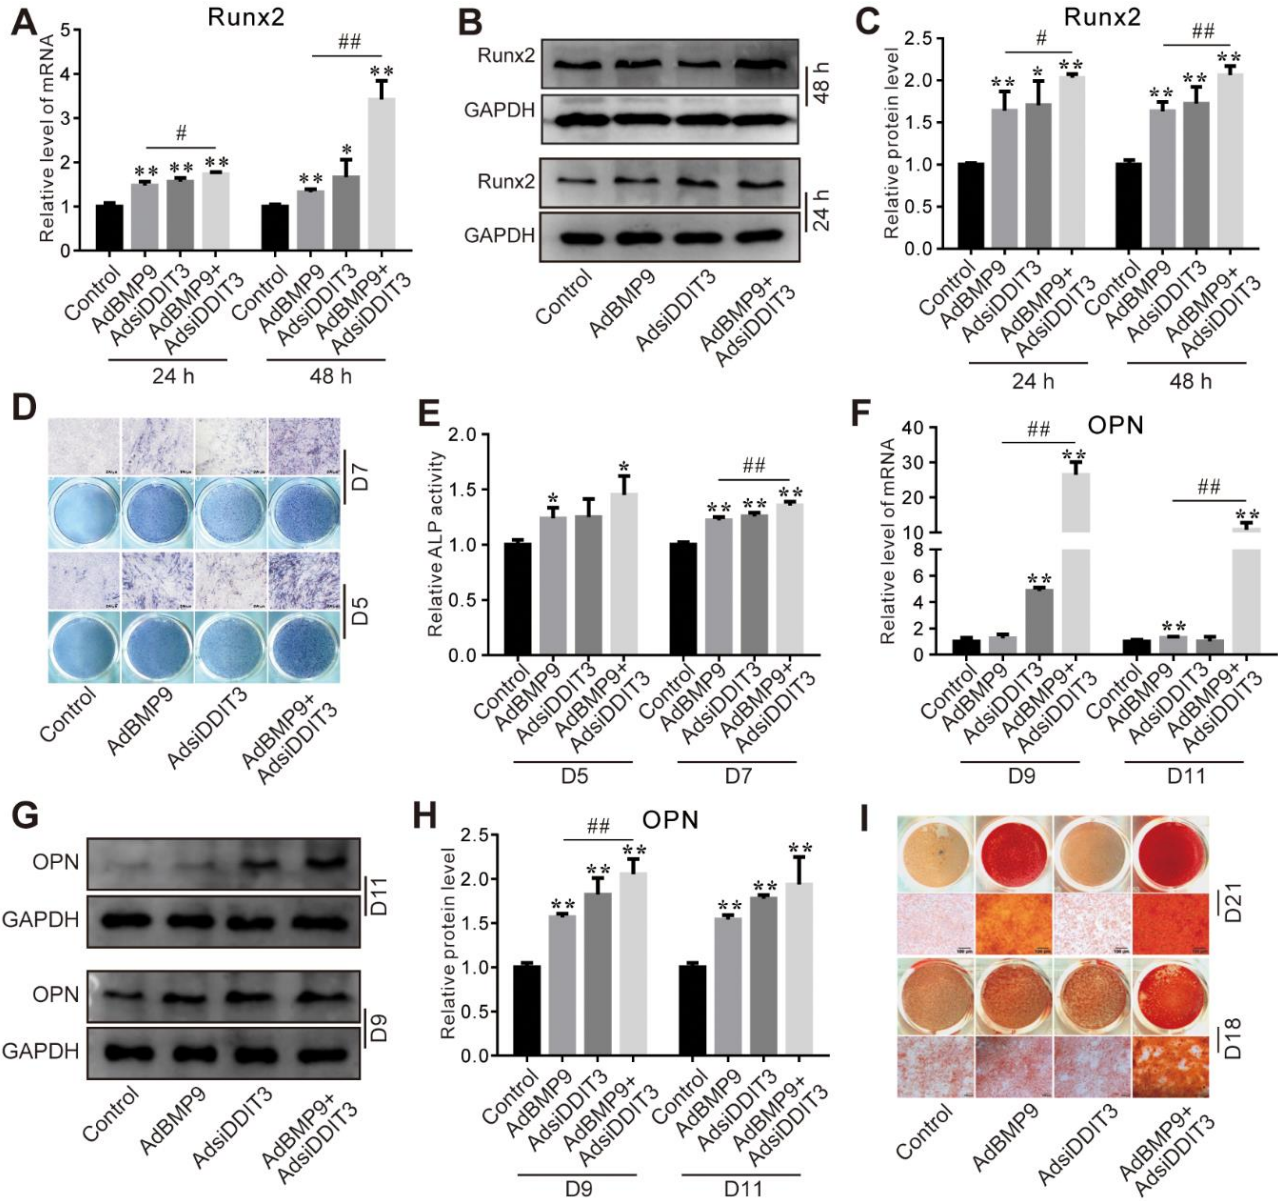 A
Runx2
Relative level of mRNA
5
4
3
2
1
0
#
##
** ** **
** * **
Control
AdBMP9
AdsiDDIT3
AdBMP9+
AdsiDDIT3
Control
AdBMP9
AdsiDDIT3
AdBMP9+
AdsiDDIT3
24 h
48 h
B
Runx2
GAPDH
48 h
Runx2
GAPDH
24 h
Control
AdBMP9
AdsiDDIT3
AdBMP9+
AdsiDDIT3
C
Runx2
Relative protein level
2.5
2.0
1.5
1.0
0.5
0.0
#
##
** * **
** ** **
Control
AdBMP9
AdsiDDIT3
AdBMP9+
AdsiDDIT3
Control
AdBMP9
AdsiDDIT3
AdBMP9+
AdsiDDIT3
24 h
48 h
D
D7
D5
Control
AdBMP9
AdsiDDIT3
AdBMP9+
AdsiDDIT3
E
Relative ALP activity
2.0
1.5
1.0
0.5
0.0
* *
##
** ** **
Control
AdBMP9
AdsiDDIT3
AdBMP9+
AdsiDDIT3
Control
AdBMP9
AdsiDDIT3
AdBMP9+
AdsiDDIT3
D5
D7
F
OPN
Relative level of mRNA
40
30
20
10
8
6
4
2
0
##
##
** **
** **
Control
AdBMP9
AdsiDDIT3
AdBMP9+
AdsiDDIT3
Control
AdBMP9
AdsiDDIT3
AdBMP9+
AdsiDDIT3
D9
D11
G
OPN
GAPDH
D11
OPN
GAPDH
D9
Control
AdBMP9
AdsiDDIT3
AdBMP9+
AdsiDDIT3
H
OPN
Relative protein level
2.5
2.0
1.5
1.0
0.5
0.0
##
** ** **
** ** **
Control
AdBMP9
AdsiDDIT3
AdBMP9+
AdsiDDIT3
Control
AdBMP9
AdsiDDIT3
AdBMP9+
AdsiDDIT3
D9
D11
I
D21
D18
Control
AdBMP9
AdsiDDIT3
AdBMP9+
AdsiDDIT3